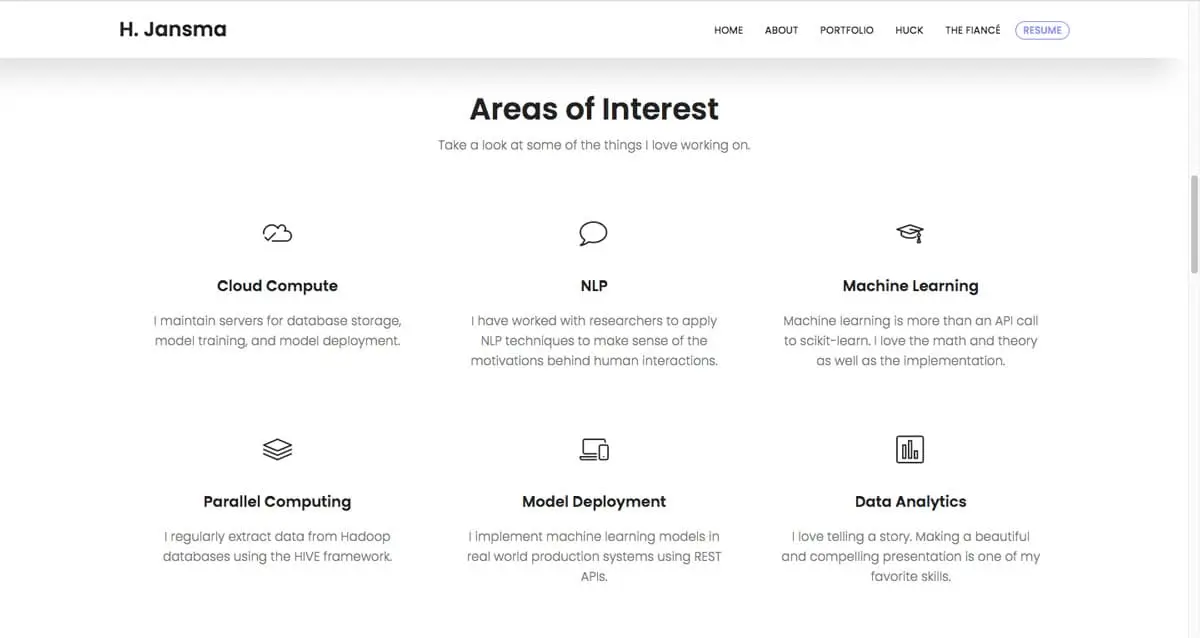 H. Jansma
HOME ABOUT PORTFOLIO HUCK THE FIANCÉ RESUME
Areas of Interest
Take a look at some of the things I love working on.
Cloud Compute
I maintain servers for database storage,
model training, and model deployment.
NLP
I have worked with researchers to apply
NLP techniques to make sense of the
motivations behind human interactions.
Machine Learning
Machine learning is more than an API call
to scikit-learn. I love the math and theory
as well as the implementation.
Parallel Computing
I regularly extract data from Hadoop
databases using the HIVE framework.
Model Deployment
I implement machine learning models in
real world production systems using REST
APIs.
Data Analytics
I love telling a story. Making a beautiful
and compelling presentation is one of my
favorite skills.